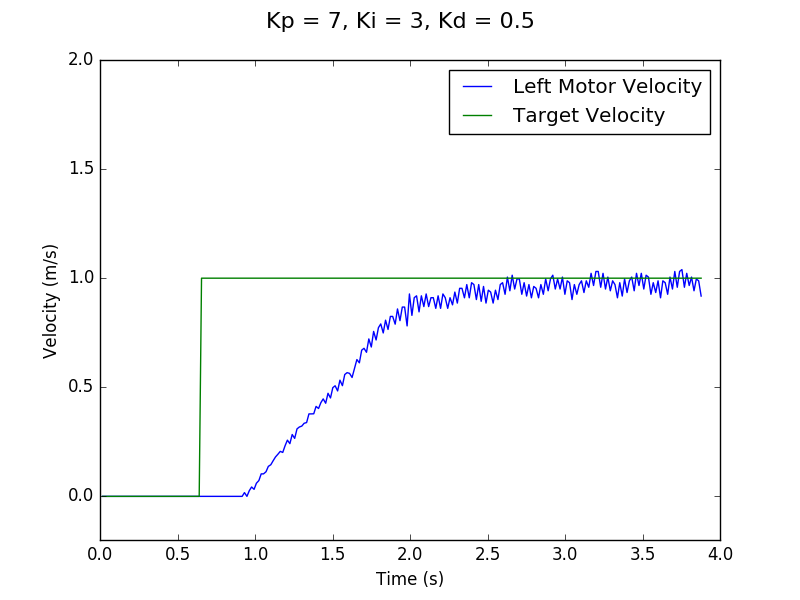 Kp = 7, Ki = 3, Kd = 0.5
Left Motor Velocity
Target Velocity
2.0
1.5
1.0
0.5
0.0
Velocity (m/s)
0.0 0.5 1.0 1.5 2.0 2.5 3.0 3.5 4.0
Time (s)